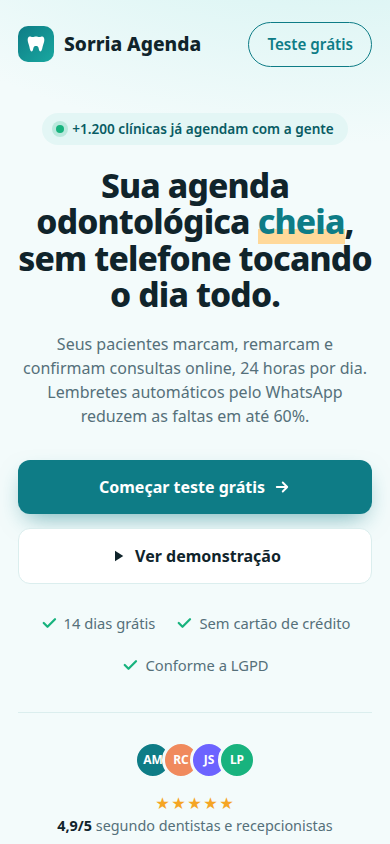 Sorria Agenda
Teste grátis
+1.200 clínicas já agendam com a gente
Sua agenda
odontológica cheia,
sem telefone tocando
o dia todo.
Seus pacientes marcam, remarcam e
confirmam consultas online, 24 horas por dia.
Lembretes automáticos pelo WhatsApp
reduzem as faltas em até 60%.
Começar teste grátis →
▶ Ver demonstração
✓ 14 dias grátis ✓ Sem cartão de crédito
✓ Conforme a LGPD
AM RC JS LP
★★★★★
4,9/5 segundo dentistas e recepcionistas